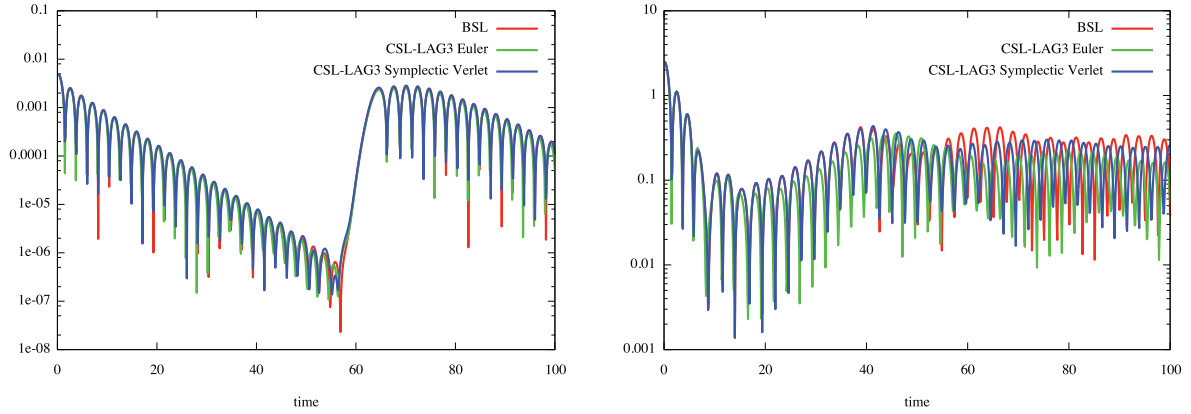 0.1
0.01
0.001
0.0001
1e-05
1e-06
1e-07
1e-08
0
20
40
60
80
100
time
BSL
CSL-LAG3 Euler
CSL-LAG3 Symplectic Verlet
10
1
0.1
0.01
0.001
0
20
40
60
80
100
time
BSL
CSL-LAG3 Euler
CSL-LAG3 Symplectic Verlet